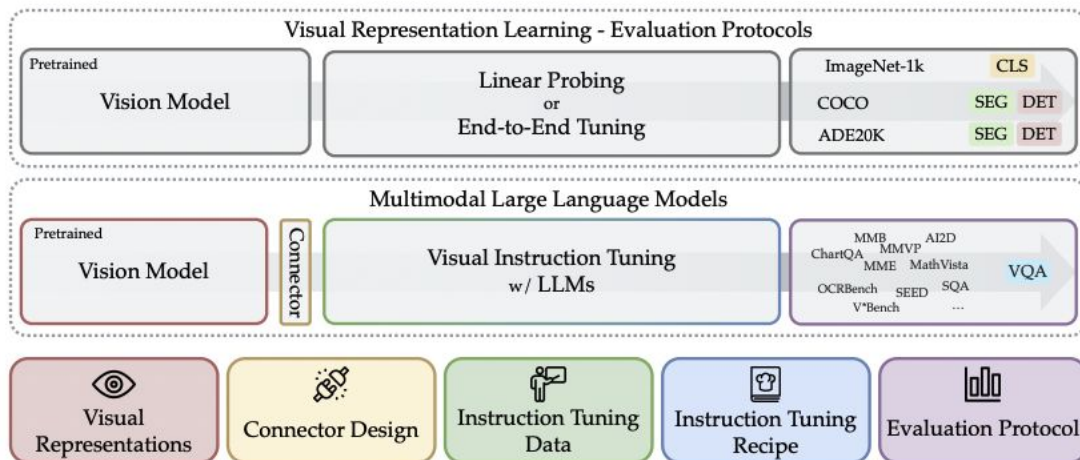 Visual Representation Learning - Evaluation Protocols
Pretrained
Vision Model
Linear Probing
or
End-to-End Tuning
ImageNet-1k CLS
COCO SEG DET
ADE20K SEG DET
Multimodal Large Language Models
Pretrained
Vision Model
Connector
Visual Instruction Tuning
w/ LLMs
MMB AI2D
ChartQA MMVP
MME MathVista
OCRBench SEED SQA
V*Bench ...
VQA
Visual
Representations
Connector Design
Instruction Tuning
Data
Instruction Tuning
Recipe
Evaluation Protocol